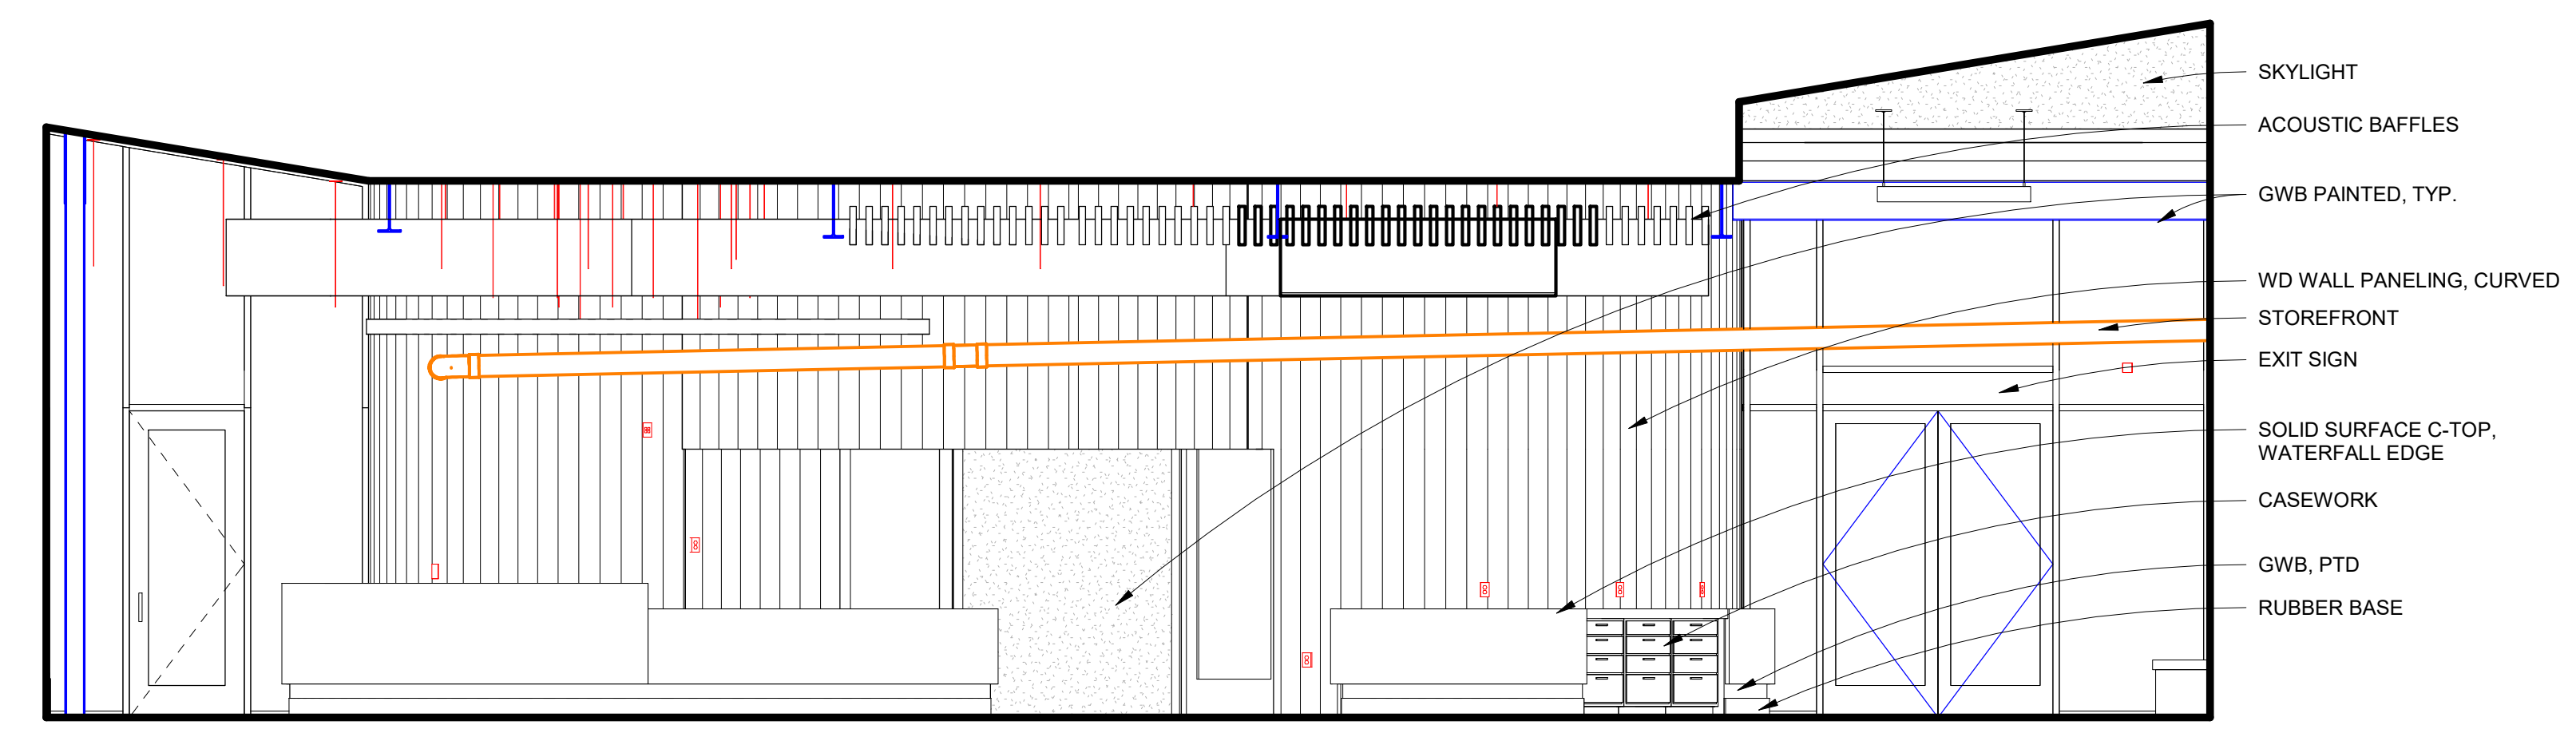 SKYLIGHT
ACOUSTIC BAFFLES
GWB PAINTED, TYP.
WD WALL PANELING, CURVED
STOREFRONT
EXIT SIGN
SOLID SURFACE C-TOP,
WATERFALL EDGE
CASEWORK
GWB, PTD
RUBBER BASE